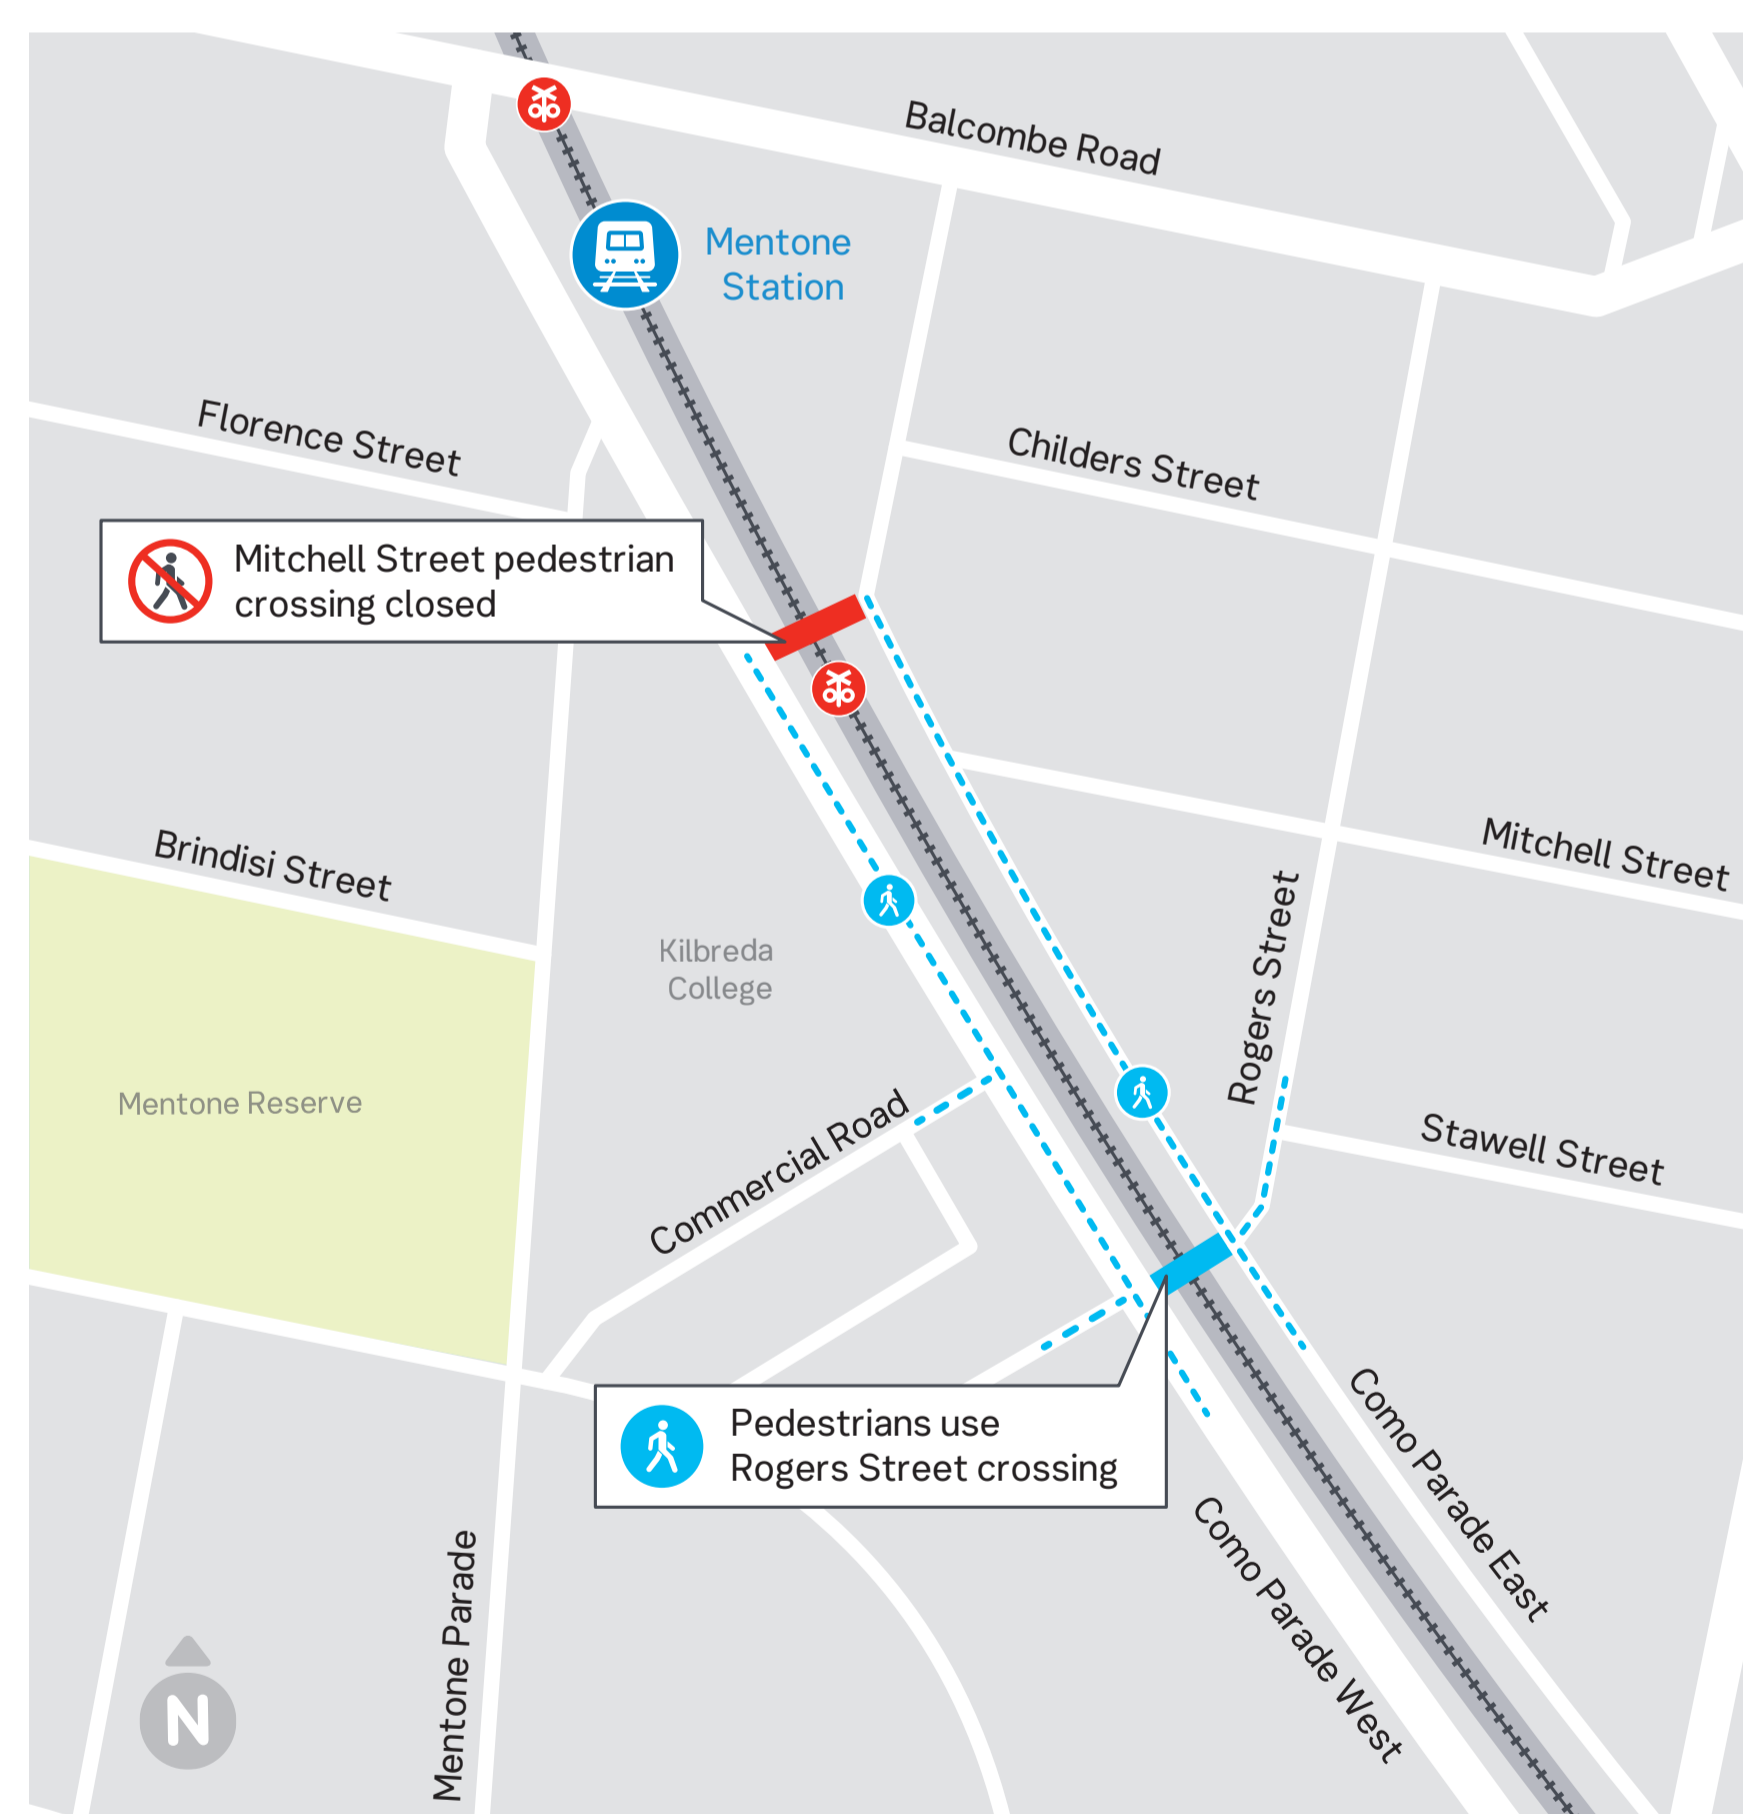 Balcombe Road
Mentone
Station
Florence Street
Childers Street
Mitchell Street pedestrian
crossing closed
Mitchell Street
Brindisi Street
Rogers Street
Kilbreda
College
Mentone Reserve
Commercial Road
Stawell Street
Pedestrians use
Rogers Street crossing
Como Parade East
Como Parade West
Mentone Parade
N